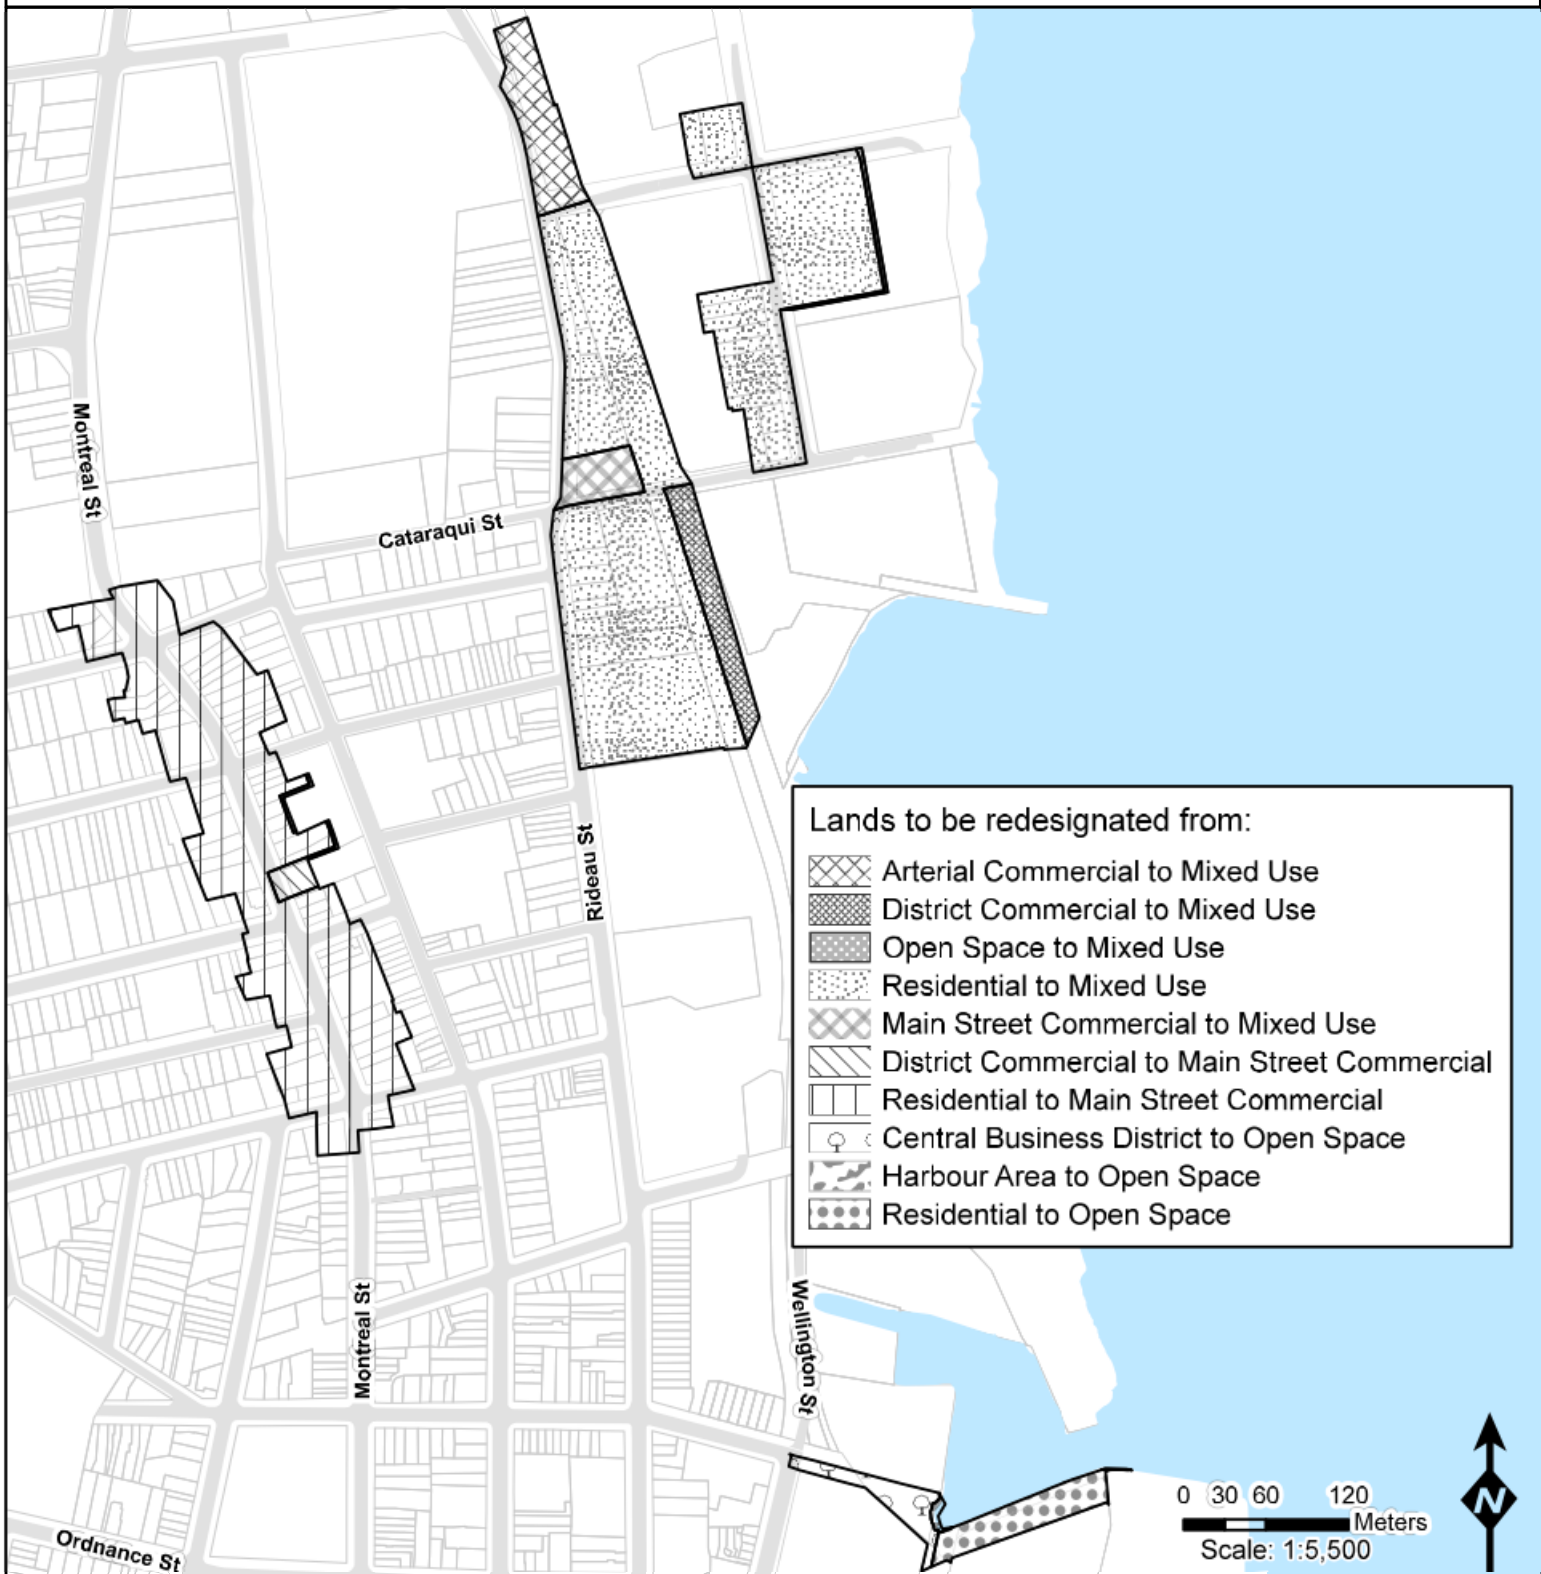 Montreal St
Cataraqui St
Rideau St
Lands to be redesignated from:
Arterial Commercial to Mixed Use
District Commercial to Mixed Use
Open Space to Mixed Use
Residential to Mixed Use
Main Street Commercial to Mixed Use
District Commercial to Main Street Commercial
Residential to Main Street Commercial
Central Business District to Open Space
Harbour Area to Open Space
Residential to Open Space
Montreal St
Wellington St
Ordnance St
0 30 60 120
Meters
Scale: 1:5,500
N